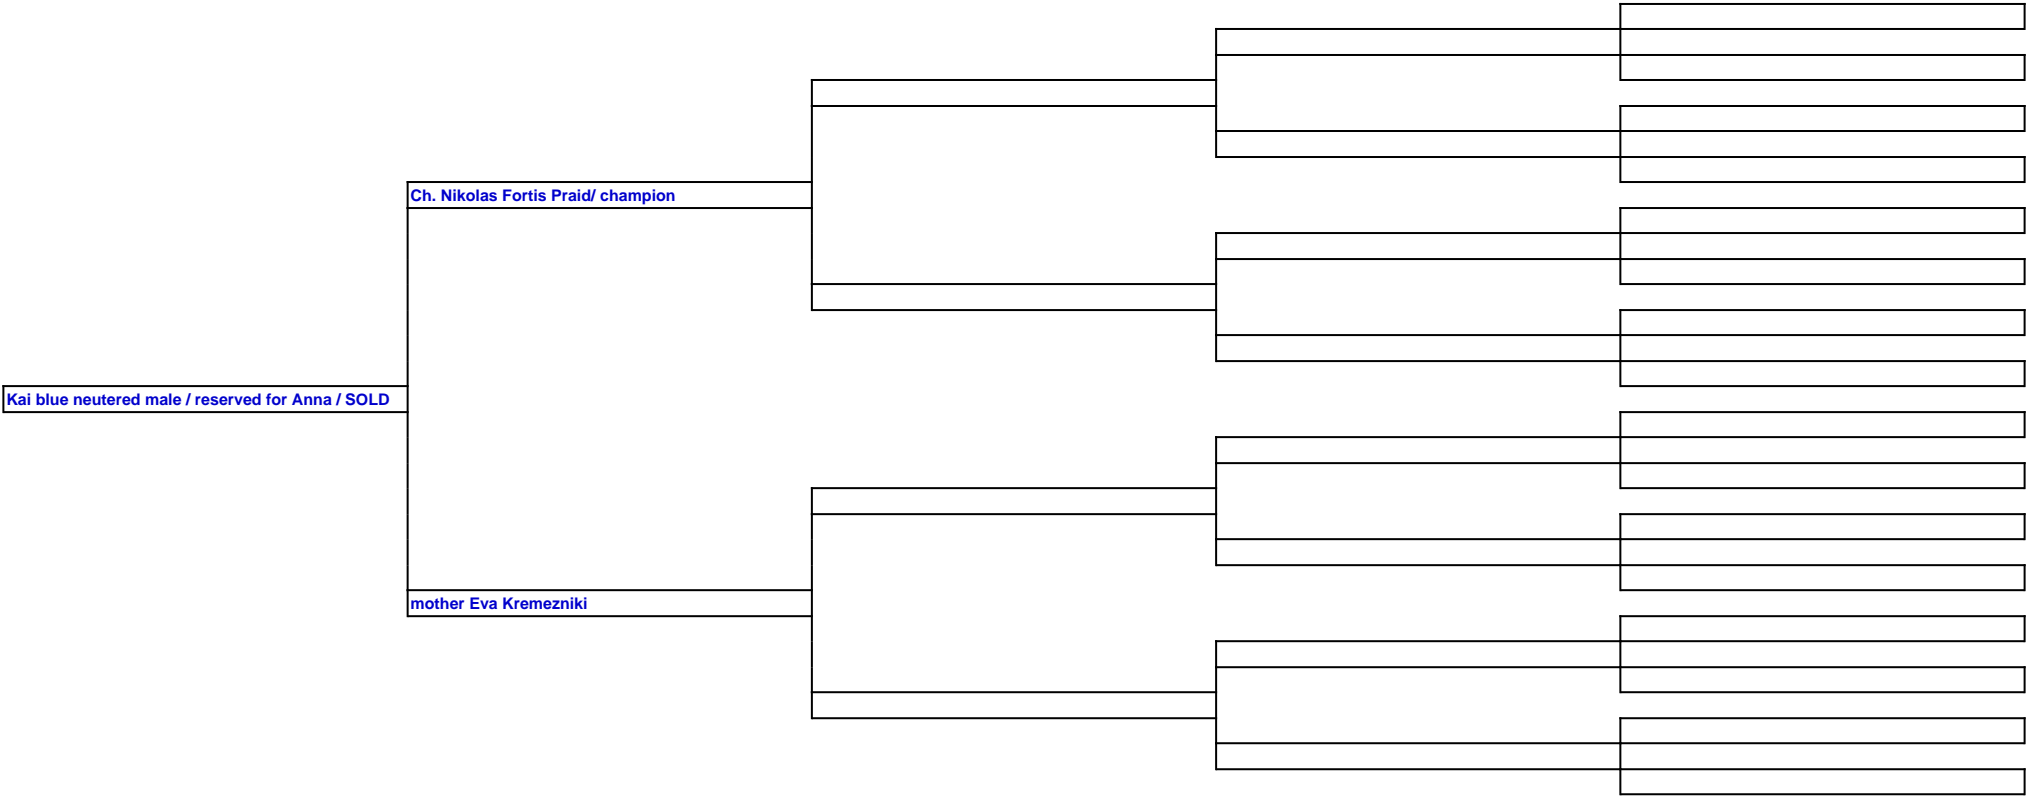 Ch. Nikolas Fortis Praid/ champion
Kai blue neutered male / reserved for Anna / SOLD
mother Eva Kremezniki